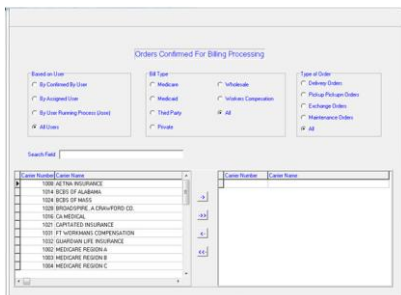 Orders Confirmed For Billing Processing
Based on User
By Confirmed By User
By Assigned User
By User Running Process (User)
All Users
Bill Type
Medicare
Medicaid
Third Party
Private
Wholesale
Workers Compensation
All
Type of Order
Delivery Orders
Pickup Pickupm Orders
Exchange Orders
Maintenance Orders
All
Search Field
Carrier Number Carrier Name
1008 AETNA INSURANCE
1014 BCBS OF ALABAMA
1024 BCBS OF MASS
1028 BROADSPIRE, A CRAWFORD CO.
1016 CA MEDICAL
1021 CAPITATED INSURANCE
1031 FT WORKMANS COMPENSATION
1032 GUARDIAN LIFE INSURANCE
1002 MEDICARE REGION A
1003 MEDICARE REGION B
1004 MEDICARE REGION C
->
->>
<-
<<-
Carrier Number Carrier Name